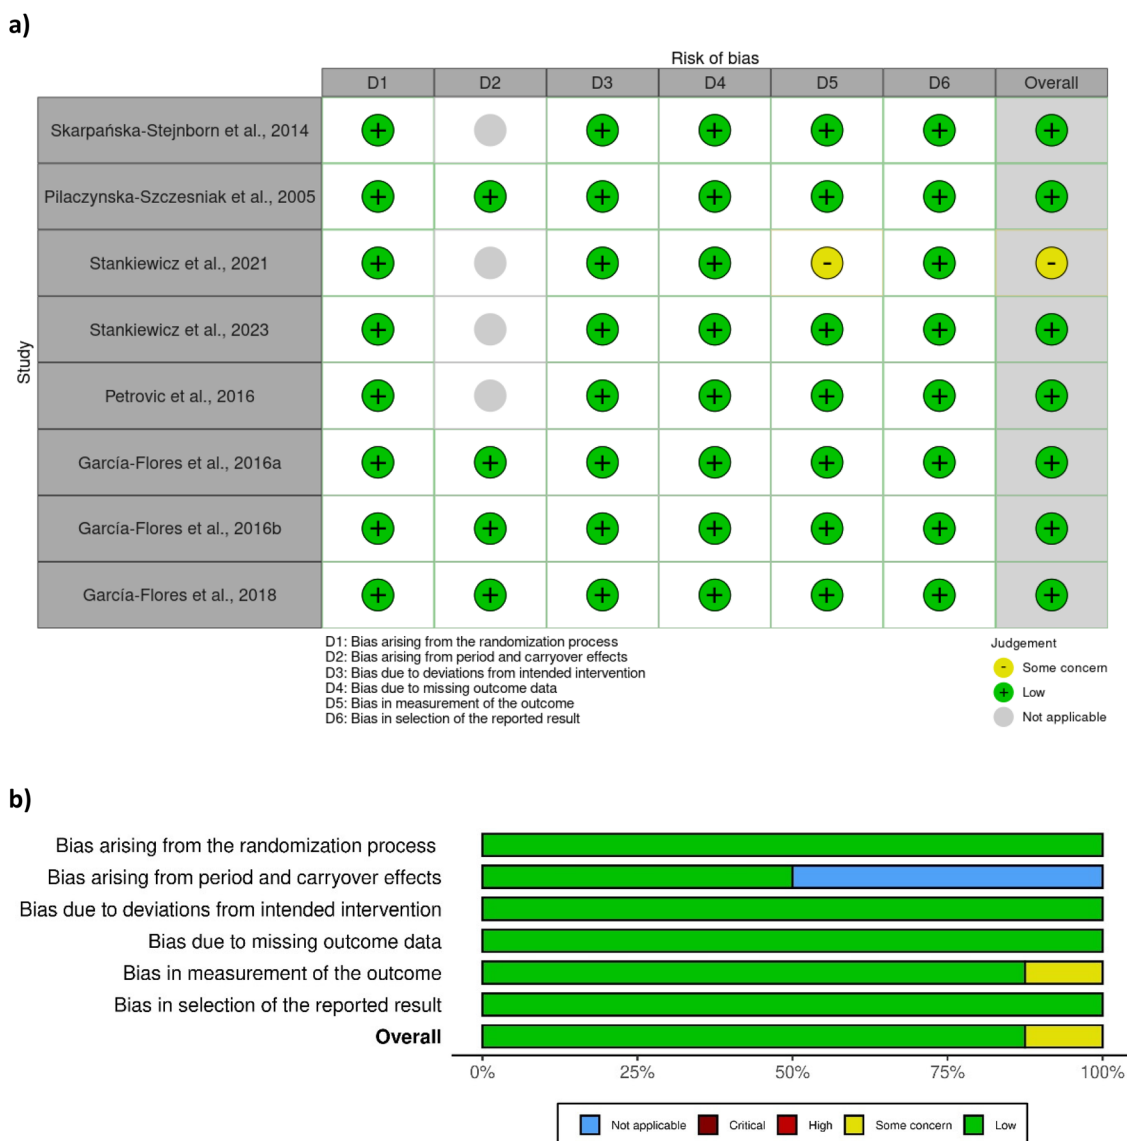 a)
Risk of bias
D1 D2 D3 D4 D5 D6 Overall
Study
Skarpańska-Stejnborn et al., 2014 + + + + + +
Pilaczynska-Szczesniak et al., 2005 + + + + + + +
Stankiewicz et al., 2021 + + + - + -
Stankiewicz et al., 2023 + + + + + +
Petrovic et al., 2016 + + + + + +
García-Flores et al., 2016a + + + + + + +
García-Flores et al., 2016b + + + + + + +
García-Flores et al., 2018 + + + + + + +
D1: Bias arising from the randomization process
D2: Bias arising from period and carryover effects
D3: Bias due to deviations from intended intervention
D4: Bias due to missing outcome data
D5: Bias in measurement of the outcome
D6: Bias in selection of the reported result
Judgement
- Some concern
+ Low
Not applicable
b)
Bias arising from the randomization process
Bias arising from period and carryover effects
Bias due to deviations from intended intervention
Bias due to missing outcome data
Bias in measurement of the outcome
Bias in selection of the reported result
Overall
0% 25% 50% 75% 100%
Not applicable Critical High Some concern Low